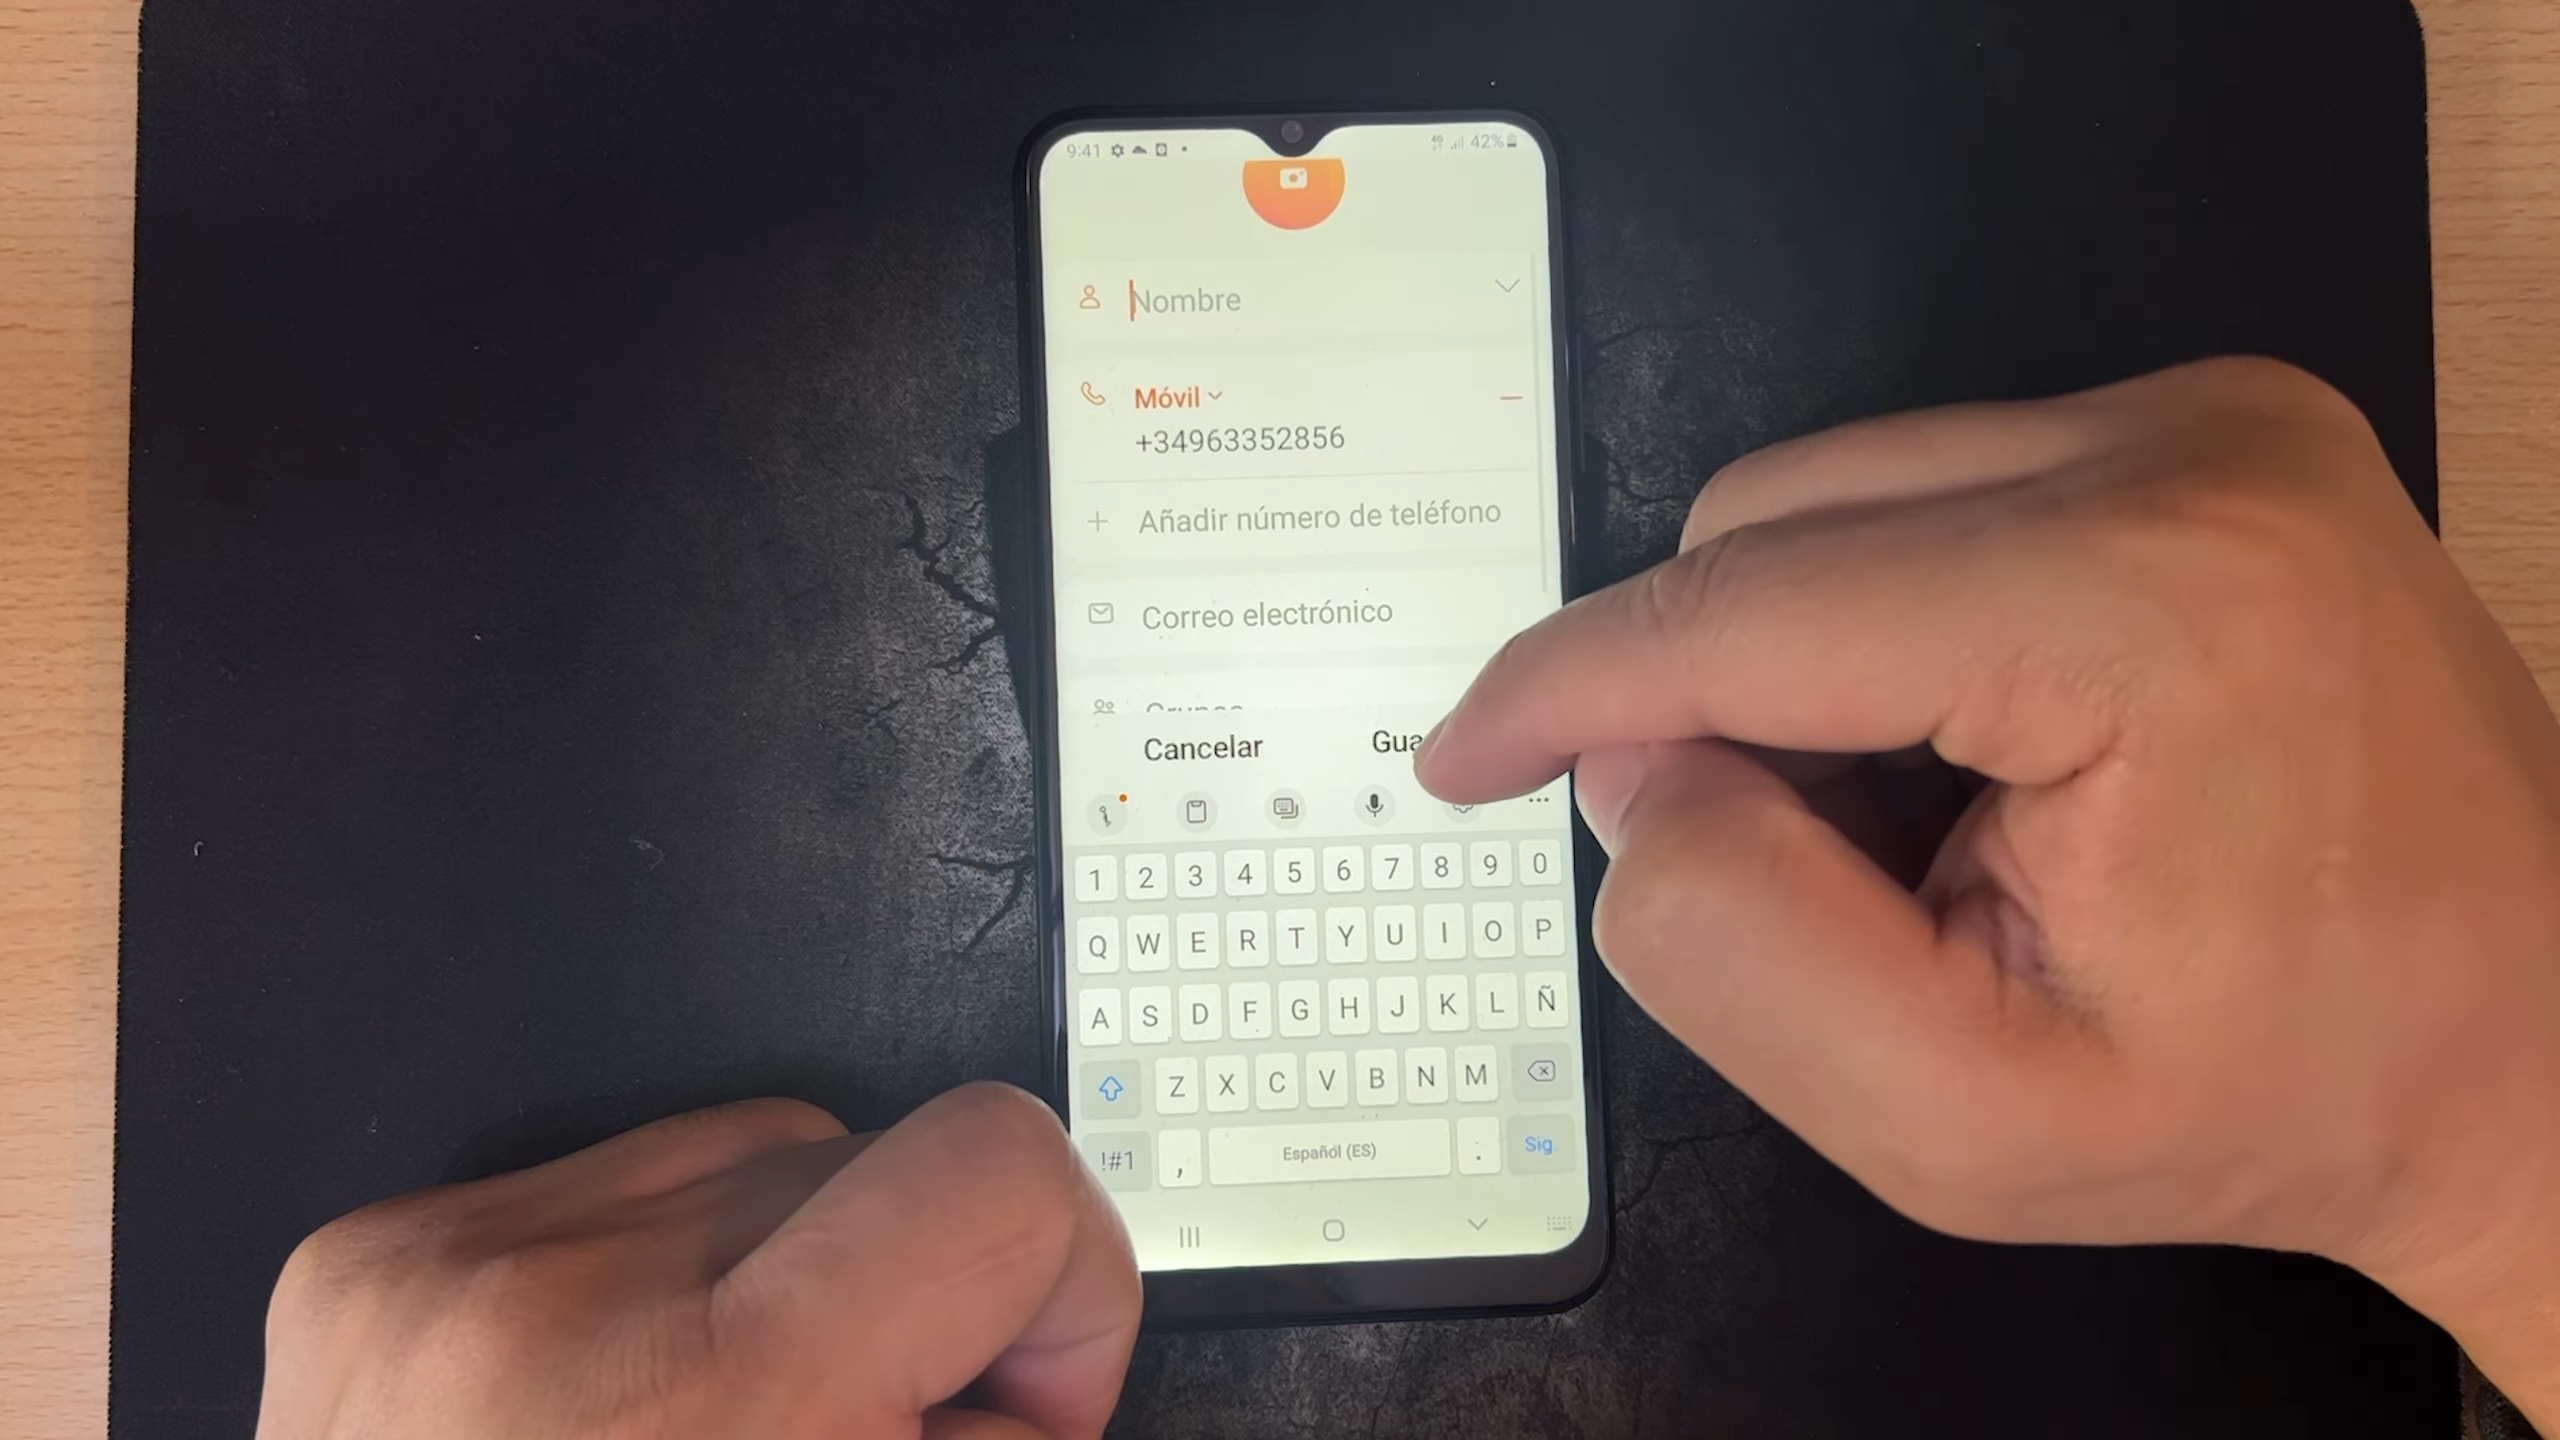 9:41 42%
Nombre
Móvil
+34963352856
Añadir número de teléfono
Correo electrónico
Cancelar
1 2 3 4 5 6 7 8 9 0
Q W E R T Y U I O P
A S D F G H J K L Ñ
Z X C V B N M
!#1 , Español (ES) . Sig.